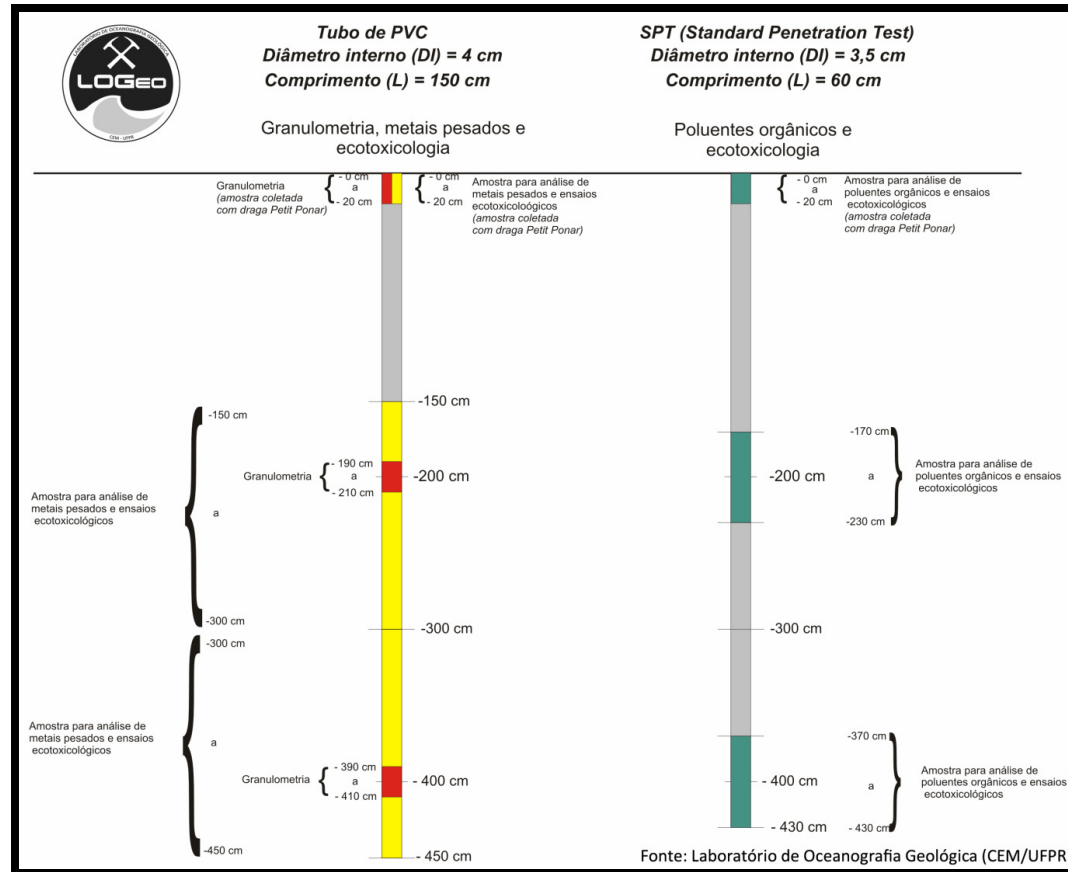 LABORATÓRIO DE OCEANOGRAFIA GEOLÓGICA
LOGEO
CEM - UFPR
Tubo de PVC
Diâmetro interno (DI) = 4 cm
Comprimento (L) = 150 cm
Granulometria, metais pesados e
ecotoxicologia
SPT (Standard Penetration Test)
Diâmetro interno (DI) = 3,5 cm
Comprimento (L) = 60 cm
Poluentes orgânicos e
ecotoxicologia
Granulometria
(amostra coletada
com draga Petit Ponar)
- 0 cm
a
- 20 cm
- 0 cm
a
- 20 cm
Amostra para análise de
metais pesados e ensaios
ecotoxicoloógicos
(amostra coletada
com draga Petit Ponar)
- 0 cm
a
- 20 cm
Amostra para análise de
poluentes orgânicos e ensaios
ecotoxicológicos
(amostra coletada
com draga Petit Ponar)
-150 cm
-150 cm
Granulometria
- 190 cm
a
- 210 cm
-200 cm
Amostra para análise de
metais pesados e ensaios
ecotoxicológicos
a
-300 cm
-300 cm
-300 cm
Amostra para análise de
metais pesados e ensaios
ecotoxicológicos
a
Granulometria
- 390 cm
a
- 410 cm
- 400 cm
-450 cm
- 450 cm
-170 cm
-200 cm
a
-230 cm
Amostra para análise de
poluentes orgânicos e ensaios
ecotoxicológicos
-300 cm
-370 cm
- 400 cm
a
- 430 cm
- 430 cm
Amostra para análise de
poluentes orgânicos e ensaios
ecotoxicológicos
Fonte: Laboratório de Oceanografia Geológica (CEM/UFPR